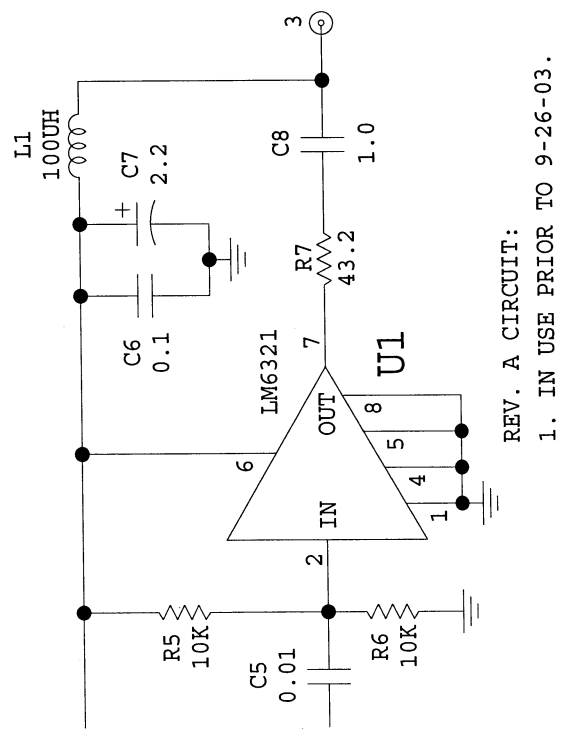 L1
100UH
3
C7
2.2
+
C6
0.1
C8
1.0
R7
43.2
LM6321
U1
6
7
IN
OUT
2
1
4
5
8
R5
10K
C5
0.01
R6
10K
REV. A CIRCUIT:
1. IN USE PRIOR TO 9-26-03.